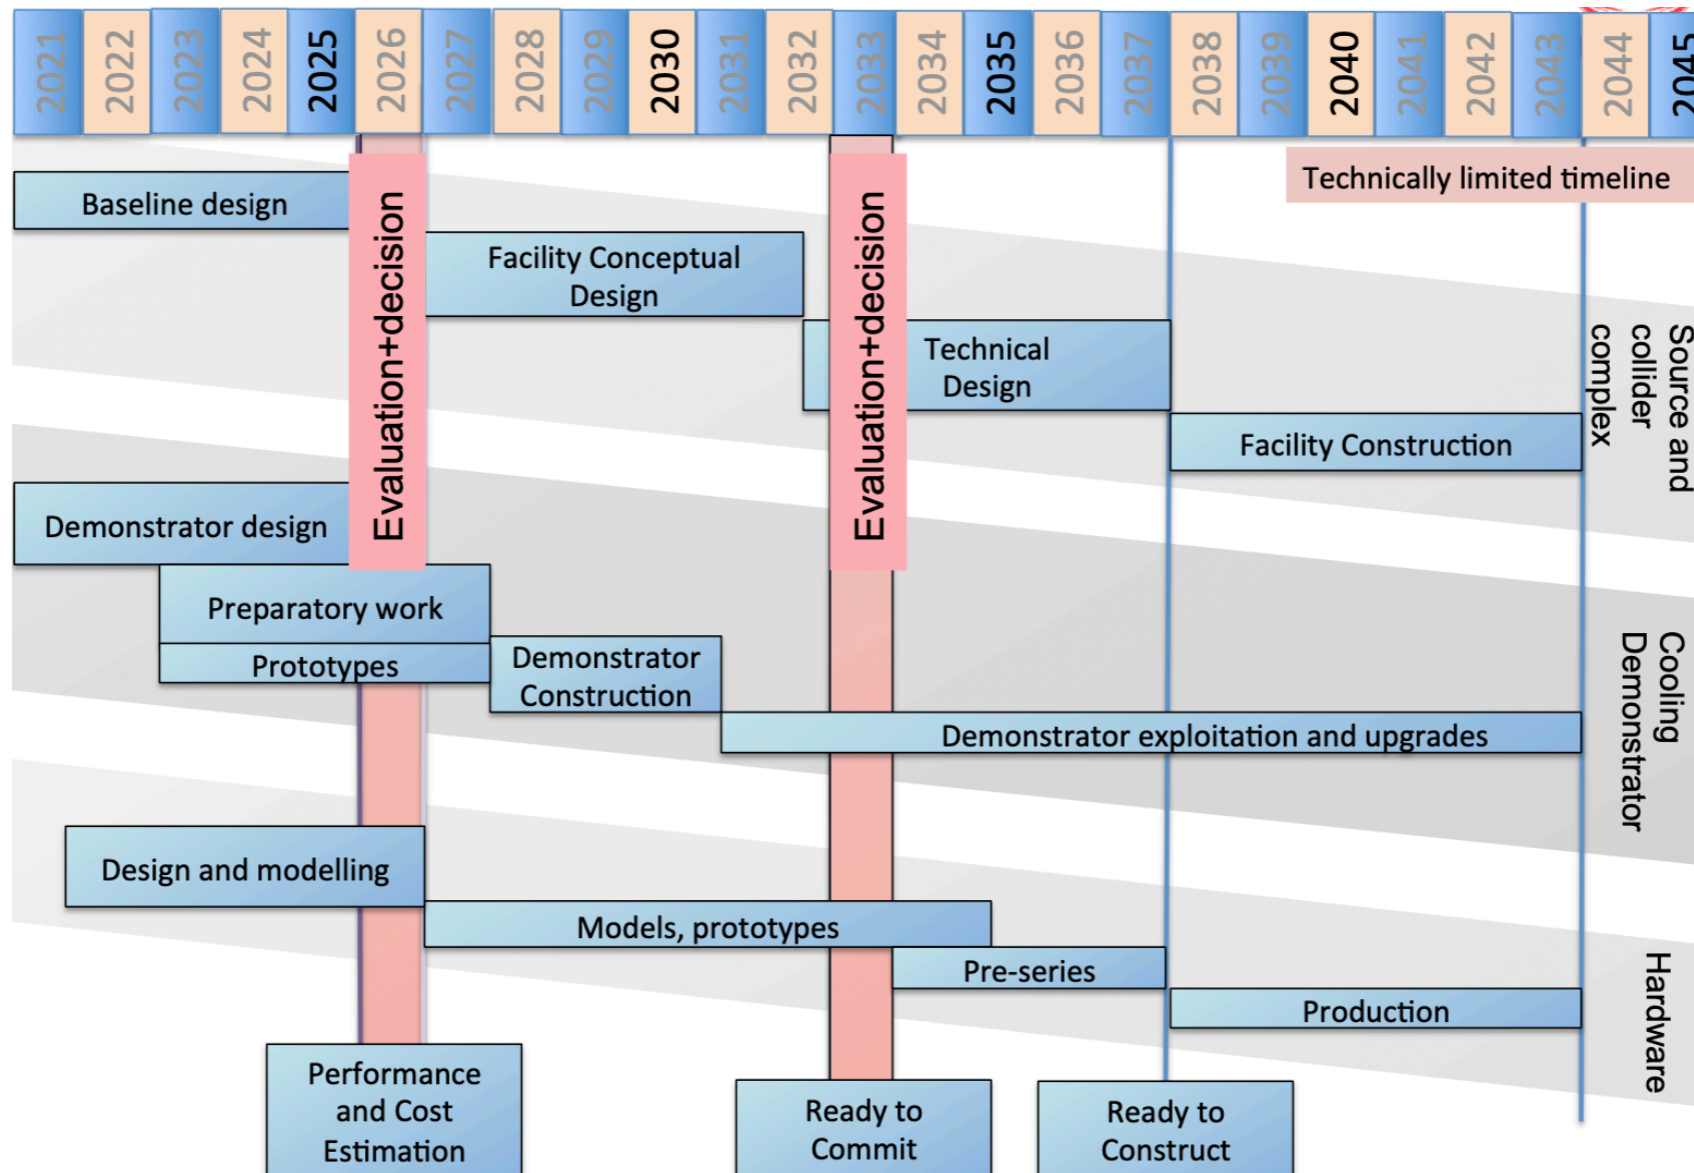 2021 2022 2023 2024 2025 2026 2027 2028 2029 2030 2031 2032 2033 2034 2035 2036 2037 2038 2039 2040 2041 2042 2043 2044 2045
Technically limited timeline
Baseline design
Evaluation+decision
Evaluation+decision
Facility Conceptual
Design
Technical
Design
Facility Construction
Source and
collider
complex
Demonstrator design
Preparatory work
Prototypes
Demonstrator
Construction
Demonstrator exploitation and upgrades
Cooling
Demonstrator
Design and modelling
Models, prototypes
Pre-series
Production
Hardware
Performance
and Cost
Estimation
Ready to
Commit
Ready to
Construct